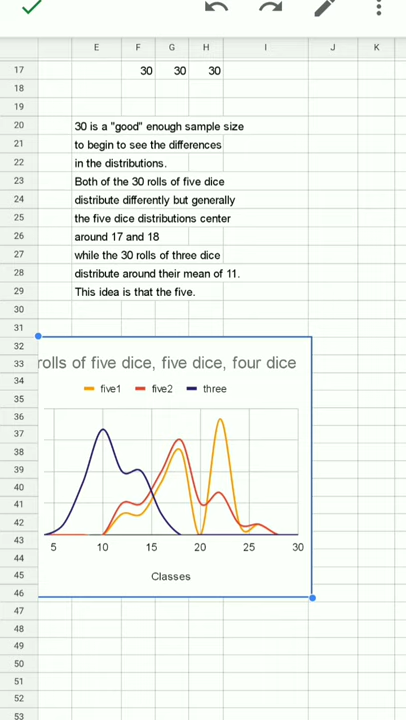 E F G H I J K
17 30 30 30
18
19
20 30 is a "good" enough sample size
21 to begin to see the differences
22 in the distributions.
23 Both of the 30 rolls of five dice
24 distribute differently but generally
25 the five dice distributions center
26 around 17 and 18
27 while the 30 rolls of three dice
28 distribute around their mean of 11.
29 This idea is that the five.
30
31
32
33 rolls of five dice, five dice, four dice
34
35 five1 five2 three
36
37
38
39
40
41
42
43
44 5 10 15 20 25 30
45 Classes
46
47
48
49
50
51
52
53